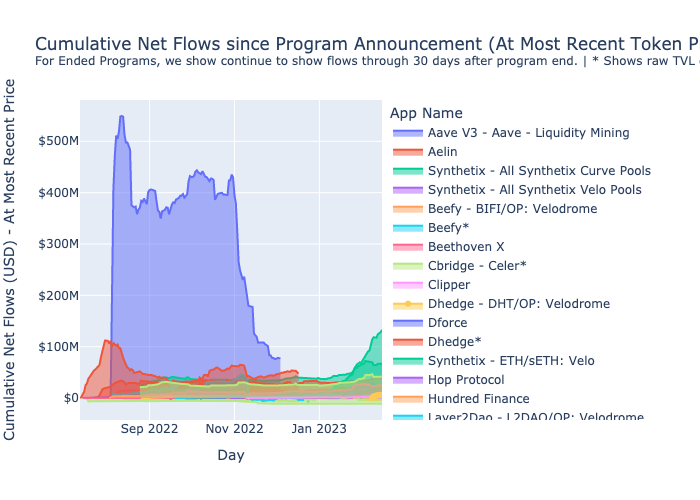 Cumulative Net Flows since Program Announcement (At Most Recent Token P
For Ended Programs, we show continue to show flows through 30 days after program end. | * Shows raw TVL
Cumulative Net Flows (USD) - At Most Recent Price
$500M
$400M
$300M
$200M
$100M
$0
Sep 2022
Nov 2022
Jan 2023
Day
App Name
Aave V3 - Aave - Liquidity Mining
Aelin
Synthetix - All Synthetix Curve Pools
Synthetix - All Synthetix Velo Pools
Beefy - BIFI/OP: Velodrome
Beefy*
Beethoven X
Cbridge - Celer*
Clipper
Dhedge - DHT/OP: Velodrome
Dforce
Dhedge*
Synthetix - ETH/sETH: Velo
Hop Protocol
Hundred Finance
Layer2Dao - L2DAO/OP: Velodrome